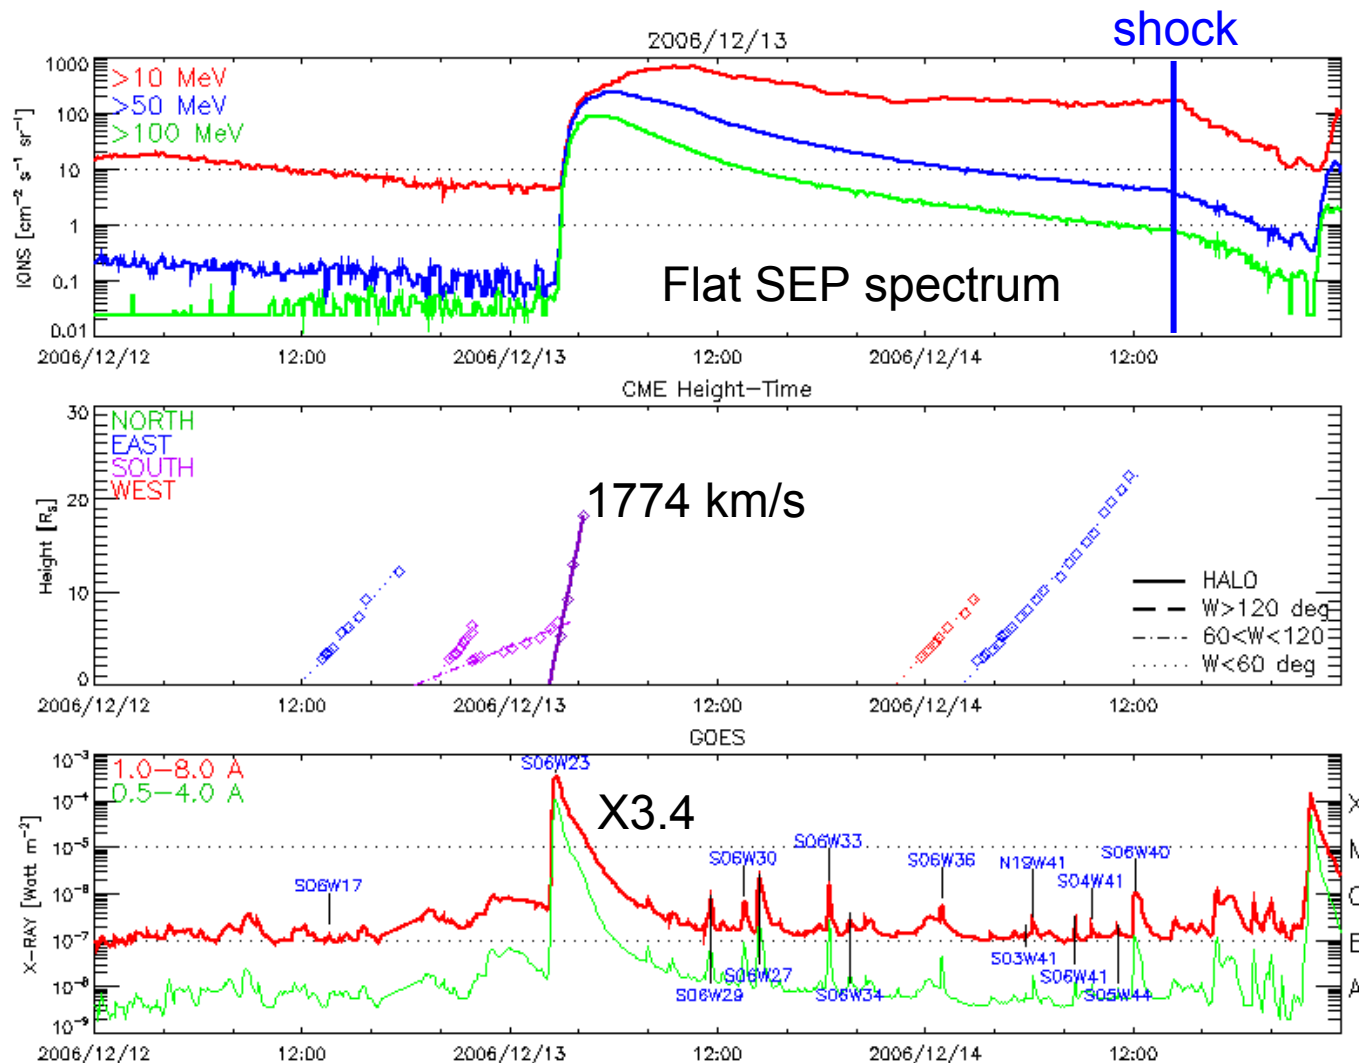 shock
2006/12/13
>10 MeV
>50 MeV
>100 MeV
1000
100
10
1
0.1
0.01
IONS [cm⁻² s⁻¹ sr⁻¹]
Flat SEP spectrum
2006/12/12 12:00 2006/12/13 12:00 2006/12/14 12:00
CME Height-Time
NORTH
EAST
SOUTH
WEST
30
20
10
0
Height [Rs]
1774 km/s
HALO
W>120 deg
60<W<120
W<60 deg
2006/12/12 12:00 2006/12/13 12:00 2006/12/14 12:00
GOES
1.0-8.0 A
0.5-4.0 A
10⁻³
10⁻⁴
10⁻⁵
10⁻⁶
10⁻⁷
10⁻⁸
10⁻⁹
X-RAY [Watt m⁻²]
S06W23
X3.4
X
M
C
B
A
S06W17
S06W30
S06W33
S06W36
N19W41
S06W40
S04W41
S06W29
S06W27
S06W34
S03W41
S06W41
S05W44
2006/12/12 12:00 2006/12/13 12:00 2006/12/14 12:00